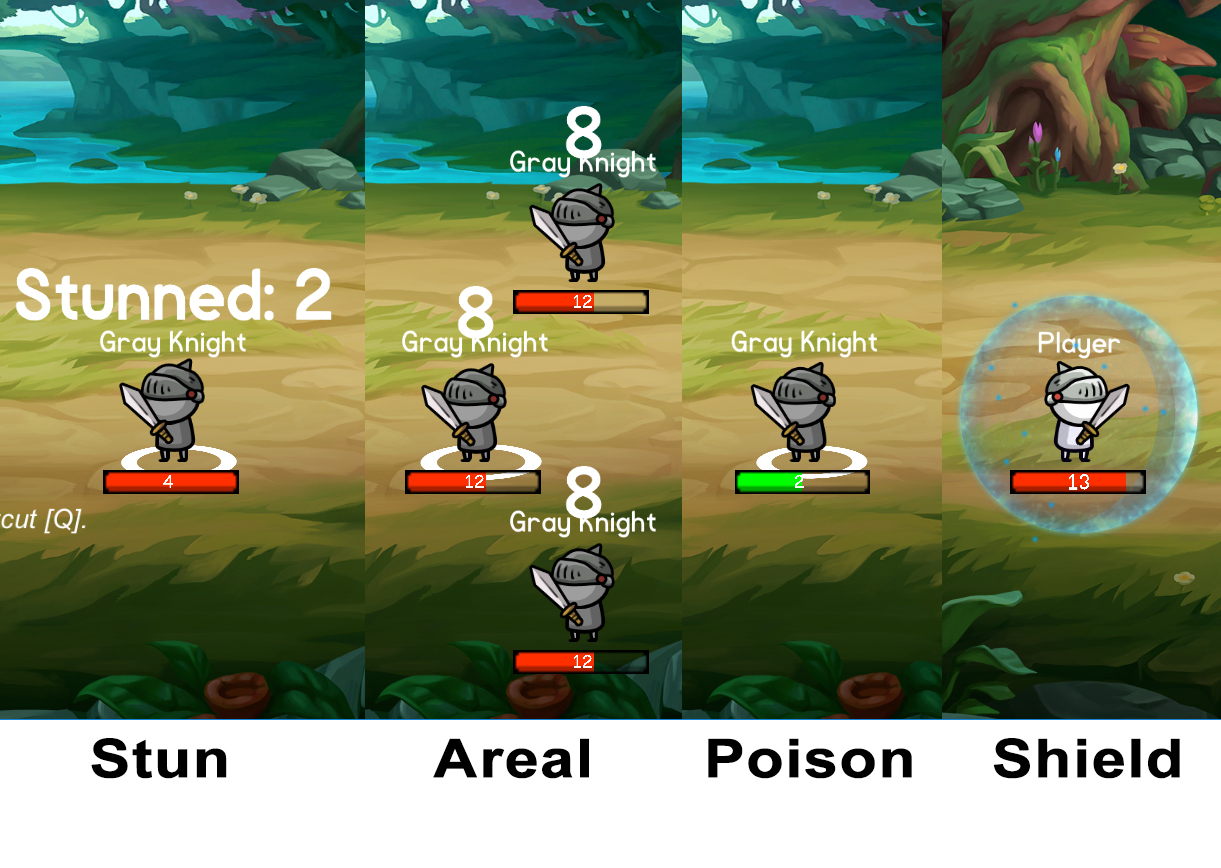 Stunned: 2
Gray Knight
4
cut [Q].
8
Gray Knight
12
8
Gray Knight
12
8
Gray Knight
12
Gray Knight
2
Player
13
Stun
Areal
Poison
Shield